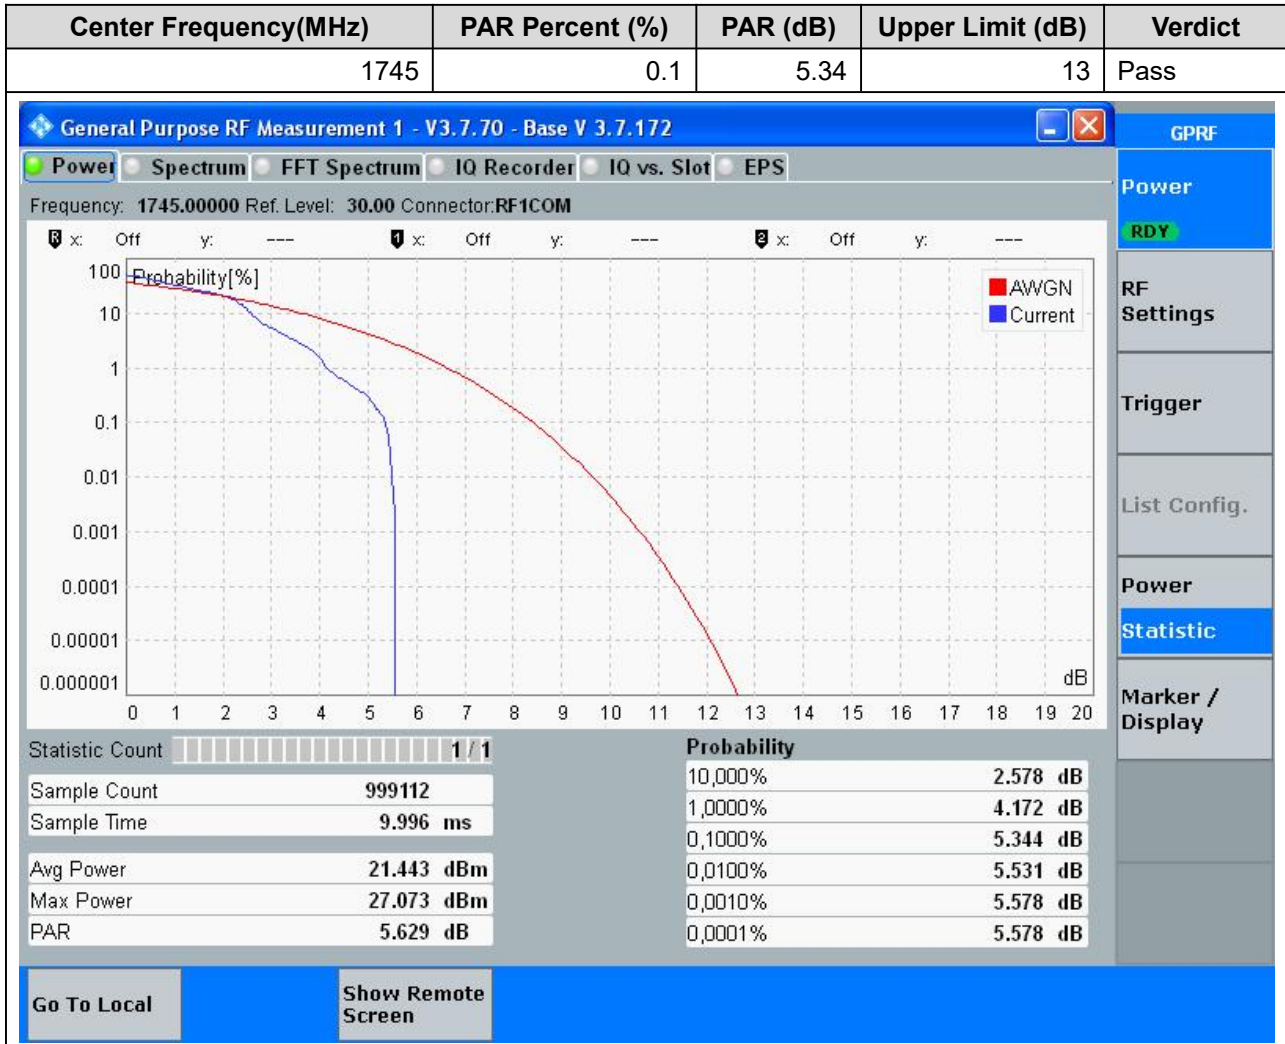 Center Frequency(MHz) PAR Percent (%) PAR (dB) Upper Limit (dB) Verdict
1745 0.1 5.34 13 Pass
General Purpose RF Measurement 1 - V3.7.70 - Base V 3.7.172
GPRF
Power Spectrum FFT Spectrum IQ Recorder IQ vs. Slot EPS
Frequency: 1745.00000 Ref. Level: 30.00 Connector:RF1COM
R x: Off y: --- 1 x: Off y: --- 2 x: Off y: ---
Probability[%]
AWGN
Current
100
10
1
0.1
0.01
0.001
0.0001
0.00001
0.000001
dB
0 1 2 3 4 5 6 7 8 9 10 11 12 13 14 15 16 17 18 19 20
Statistic Count 1 / 1
Sample Count 999112
Sample Time 9.996 ms
Avg Power 21.443 dBm
Max Power 27.073 dBm
PAR 5.629 dB
Probability
10,000% 2.578 dB
1,0000% 4.172 dB
0,1000% 5.344 dB
0,0100% 5.531 dB
0,0010% 5.578 dB
0,0001% 5.578 dB
Power
RDY
RF
Settings
Trigger
List Config.
Power
Statistic
Marker /
Display
Go To Local
Show Remote
Screen